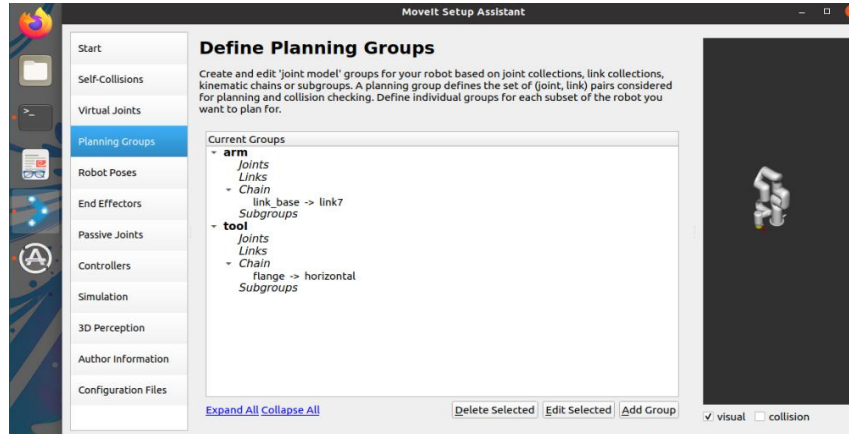 MoveIt Setup Assistant
Start
Self-Collisions
Virtual Joints
Planning Groups
Robot Poses
End Effectors
Passive Joints
Controllers
Simulation
3D Perception
Author Information
Configuration Files
Define Planning Groups
Create and edit 'joint model' groups for your robot based on joint collections, link collections,
kinematic chains or subgroups. A planning group defines the set of (joint, link) pairs considered
for planning and collision checking. Define individual groups for each subset of the robot you
want to plan for.
Current Groups
arm
Joints
Links
Chain
link_base -> link7
Subgroups
tool
Joints
Links
Chain
flange -> horizontal
Subgroups
Expand All Collapse All
Delete Selected Edit Selected Add Group
visual collision